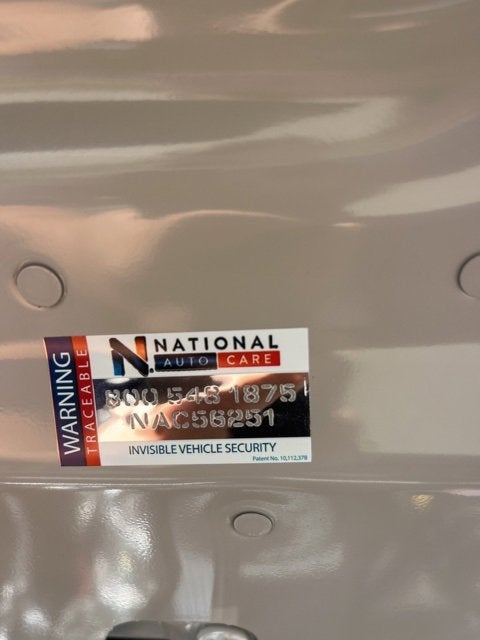 WARNING
TRACEABLE
N. NATIONAL
AUTO CARE
800 548 1875
NAC56251
INVISIBLE VEHICLE SECURITY
Patent No. 10,112,378